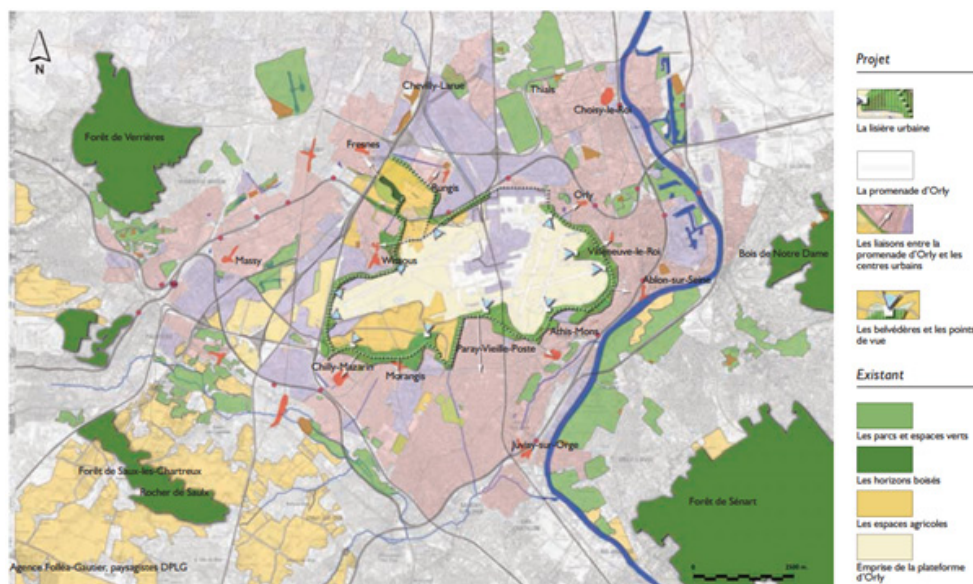 N
Forêt de Verrières
Chevilly-Larue
Thiais
Choisy-le-Roi
Fresnes
Rungis
Orly
Massy
Wissous
Villeneuve-le-Roi
Bois de Notre Dame
Ablon-sur-Seine
Athis-Mons
Paray-Vieille-Poste
Chilly-Mazarin
Morangis
Juvisy-sur-Orge
Forêt de Saux-les-Chartreux
Rocher de Saulx
Forêt de Sénart
Agence Folléa-Gautier, paysagistes DPLG
0
2500 m.
Projet
La lisière urbaine
La promenade d'Orly
Les liaisons entre la
promenade d'Orly et les
centres urbains
Les belvédères et les points
de vue
Existant
Les parcs et espaces verts
Les horizons boisés
Les espaces agricoles
Emprise de la plateforme
d'Orly